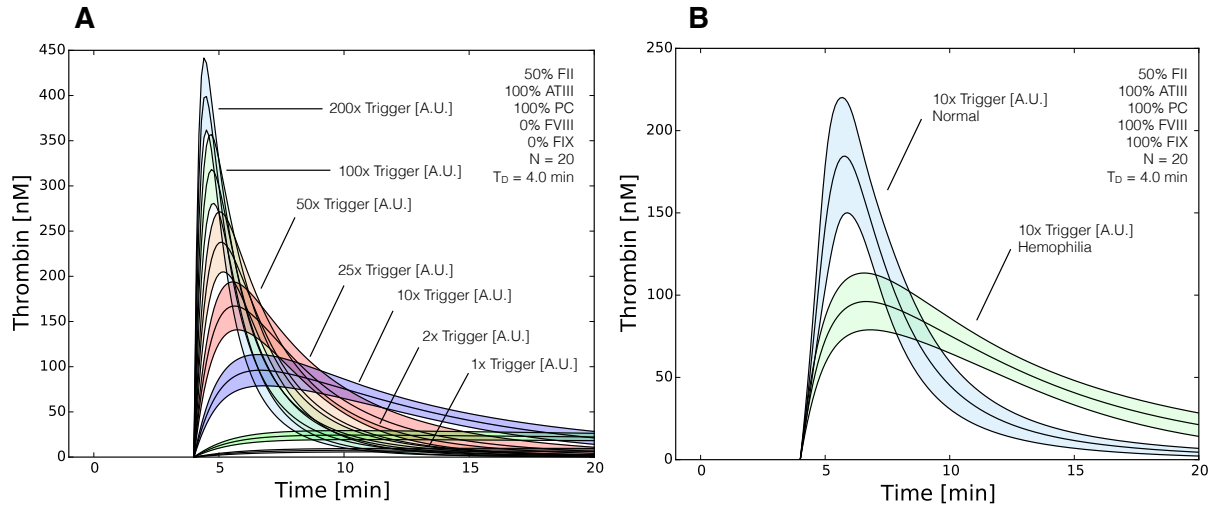 A
450
400
350
300
250
200
150
100
50
0
Thrombin [nM]
0
5
10
15
20
Time [min]
50% FII
100% ATIII
100% PC
0% FVIII
0% FIX
N = 20
TD = 4.0 min
200x Trigger [A.U.]
100x Trigger [A.U.]
50x Trigger [A.U.]
25x Trigger [A.U.]
10x Trigger [A.U.]
2x Trigger [A.U.]
1x Trigger [A.U.]
B
250
200
150
100
50
0
Thrombin [nM]
0
5
10
15
20
Time [min]
50% FII
100% ATIII
100% PC
100% FVIII
100% FIX
N = 20
TD = 4.0 min
10x Trigger [A.U.]
Normal
10x Trigger [A.U.]
Hemophilia